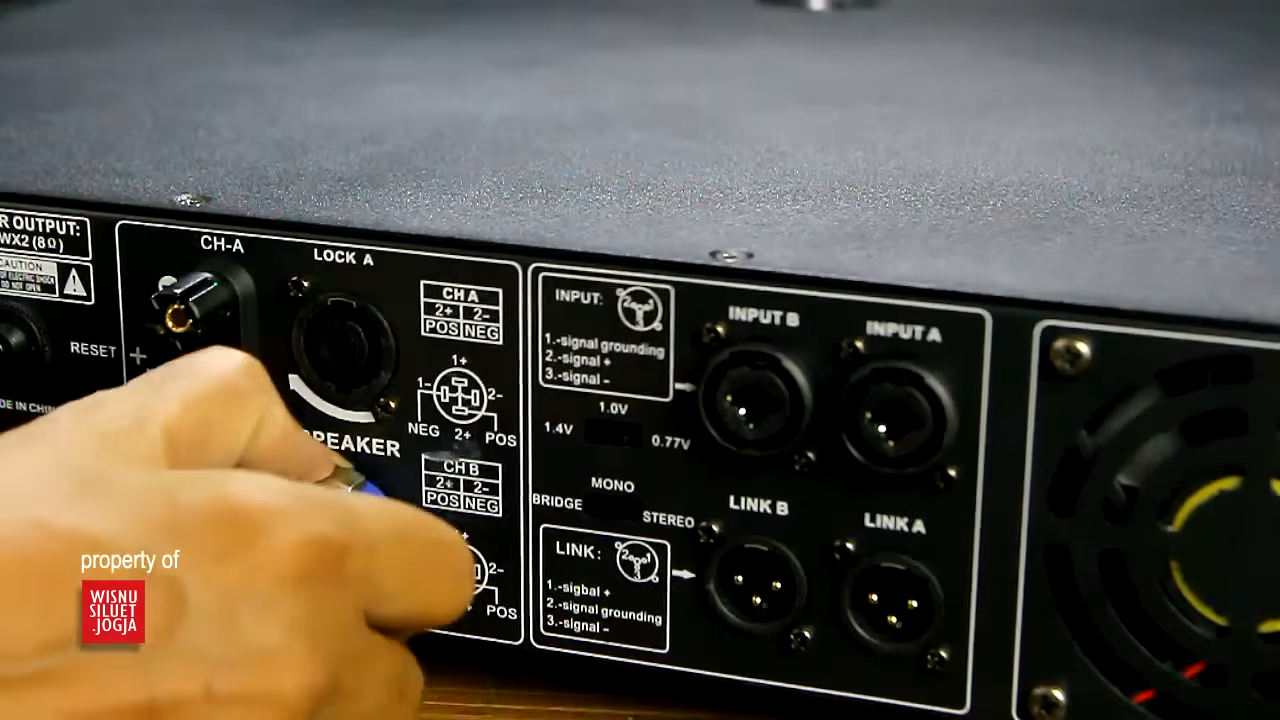 R OUTPUT:
WX2 (8Ω)
CAUTION
DO NOT OPEN
RESET
CH-A
+
LOCK A
CH A
2+ 2-
POS NEG
1+
1- 2-
NEG 2+ POS
PEAKER
CH B
2+ 2-
POS NEG
2-
POS
INPUT:
1.-signal grounding
2.-signal +
3.-signal -
1.0V
1.4V
0.77V
MONO
BRIDGE
STEREO
LINK:
1.-sigbal +
2.-signal grounding
3.-signal -
INPUT B
INPUT A
LINK B
LINK A
property of
WISNU
SILUET
.JOGJA